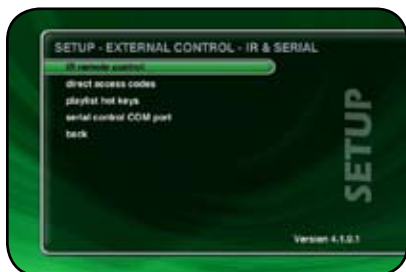 SETUP - EXTERNAL CONTROL - IR & SERIAL
IR remote control
direct access codes
playlist hot keys
serial control COM port
back
SETUP
Version 4.1.0.1